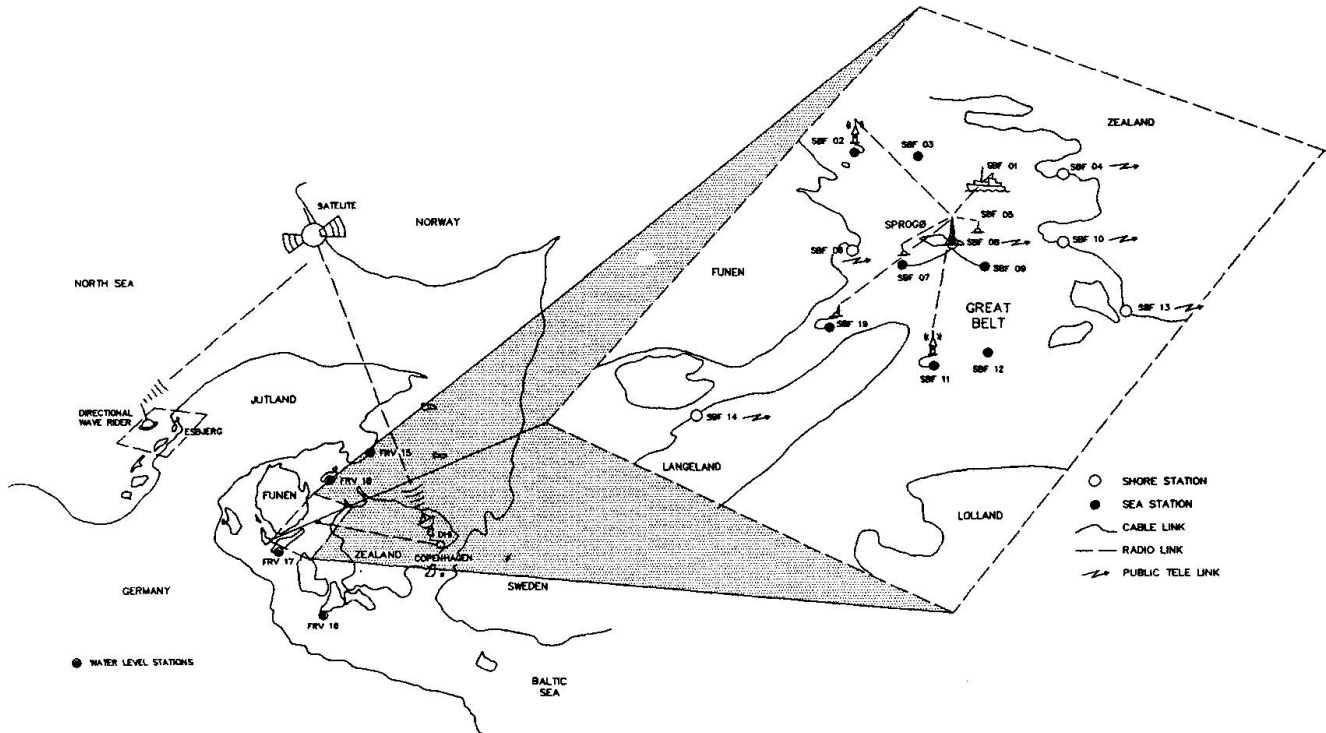 SATELITE
NORWAY
NORTH SEA
JUTLAND
DIRECTIONAL
WAVE RIDER
ESBJERG
FRV 15
FRV 18
FUNEN
DHI
ZEALAND
COPENHAGEN
FRV 17
GERMANY
SWEDEN
FRV 16
WATER LEVEL STATIONS
BALTIC
SEA
ZEALAND
SBF 02
SBF 03
SBF 01
SBF 04
SBF 05
SPROGØ
SBF 08
SBF 10
FUNEN
SBF 07
SBF 09
GREAT
BELT
SBF 13
SBF 19
SBF 11
SBF 12
SBF 14
LANGELAND
LOLLAND
SHORE STATION
SEA STATION
CABLE LINK
RADIO LINK
PUBLIC TELE LINK